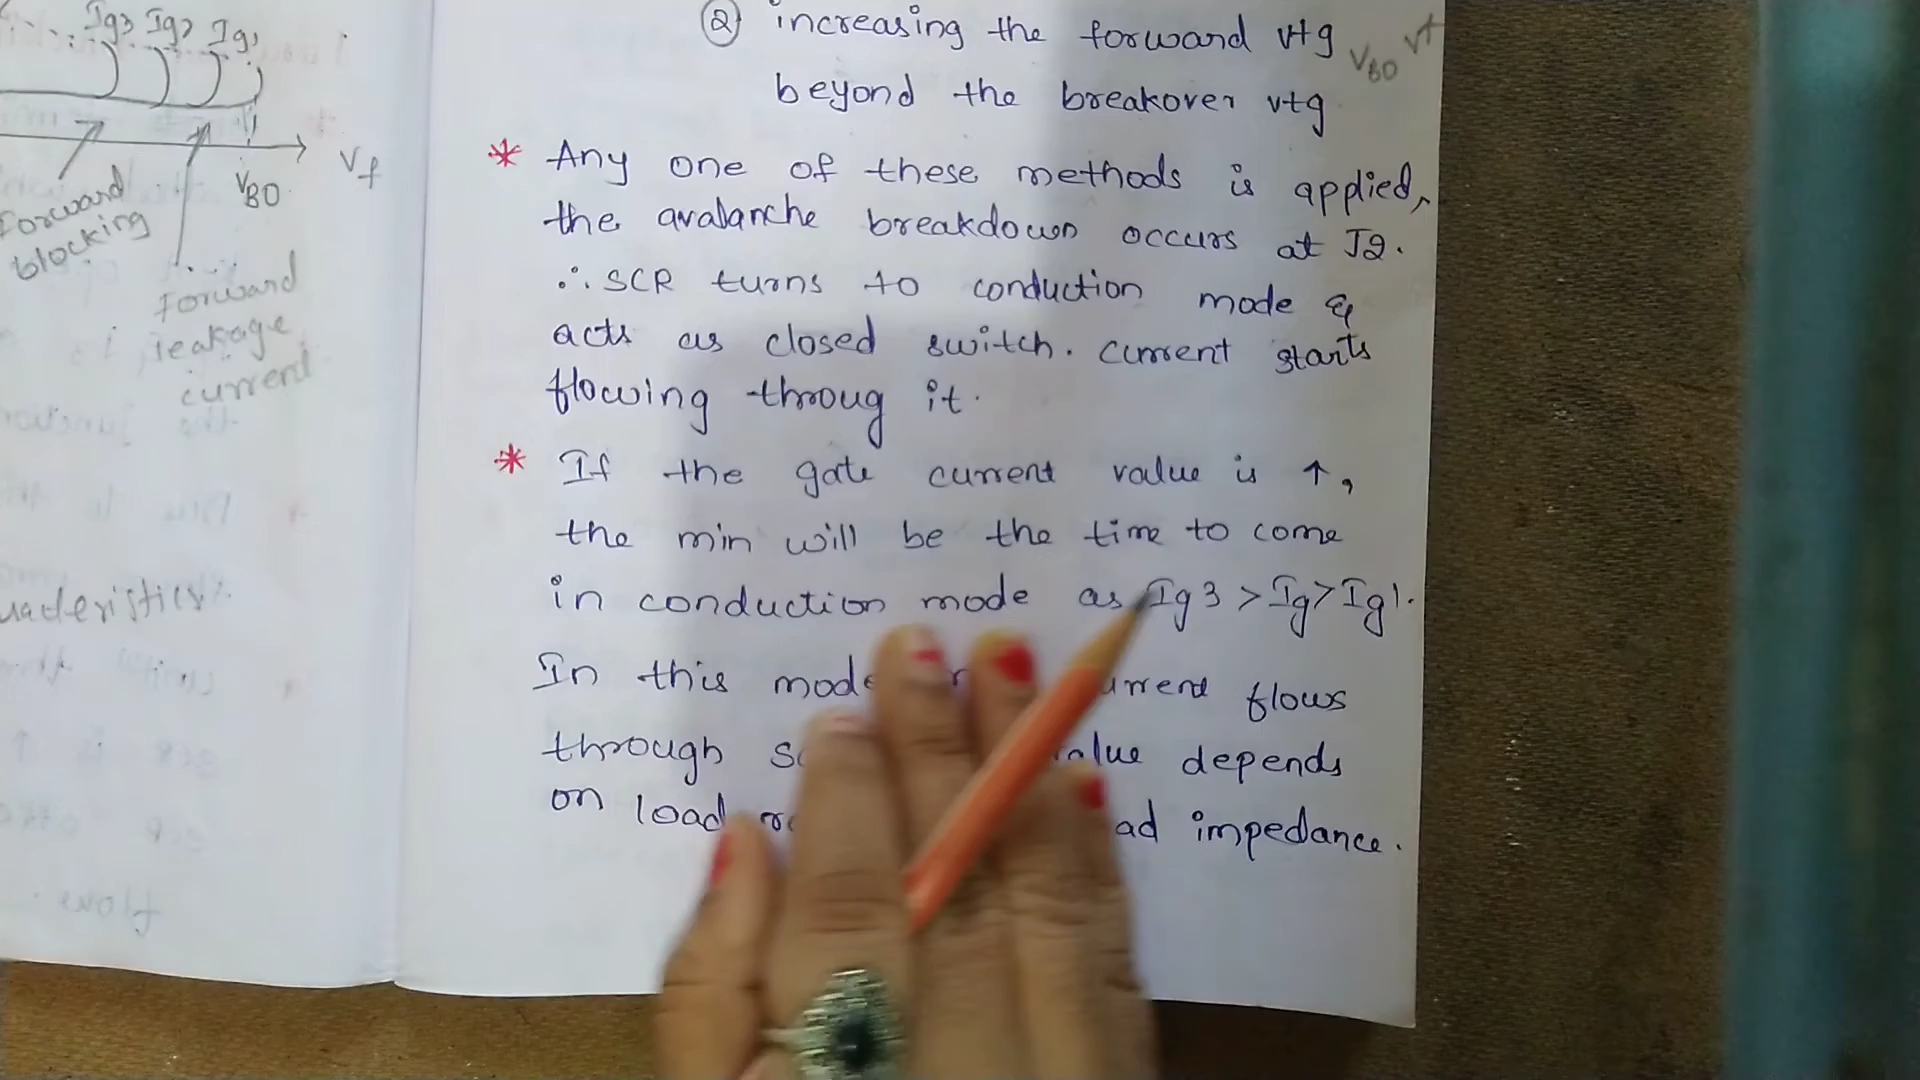 Ig3 Ig2 Ig1
VBO
Vf
forward
blocking
forward
leakage
current
② increasing the forward vtg
VBO
beyond the breakover vtg
* Any one of these methods is applied,
the avalanche breakdown occurs at J2.
∴ SCR turns to conduction mode &
acts as closed switch. current starts
flowing throug it.
* If the gate current value is ↑,
the min will be the time to come
in conduction mode as Ig3 > Ig > Ig1.
In this mode flows
through depends
on load impedance.